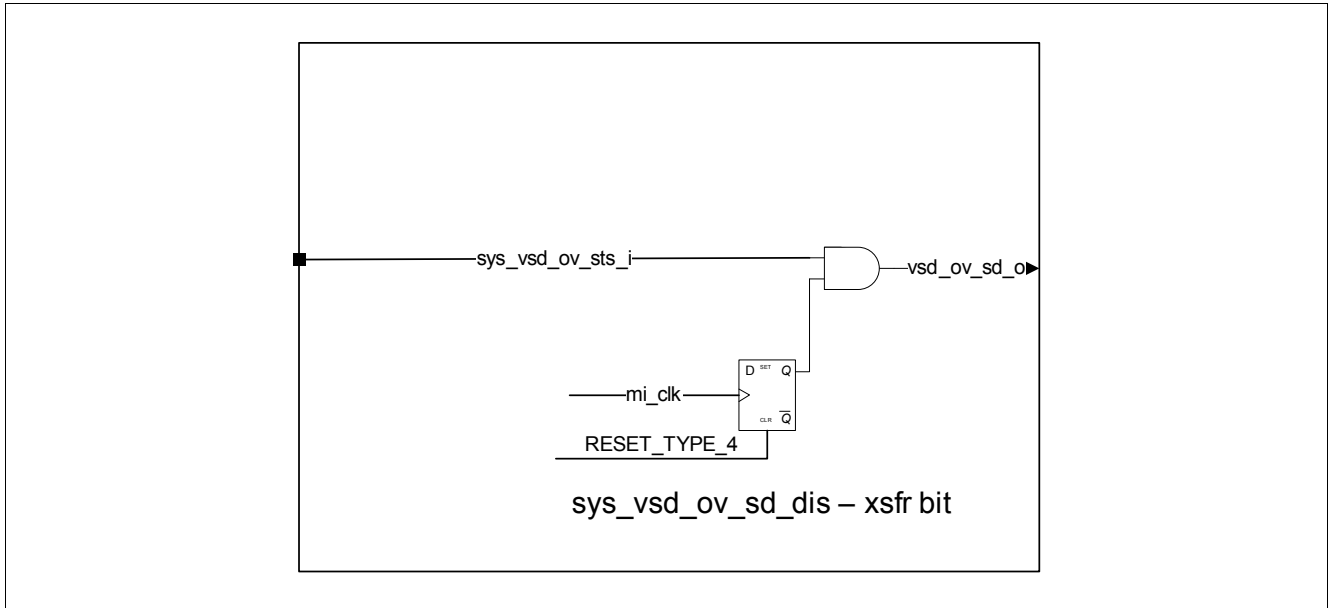 sys_vsd_ov_sts_i
vsd_ov_sd_o
D SET Q
mi_clk
CLR Q̅
RESET_TYPE_4
sys_vsd_ov_sd_dis – xsfr bit